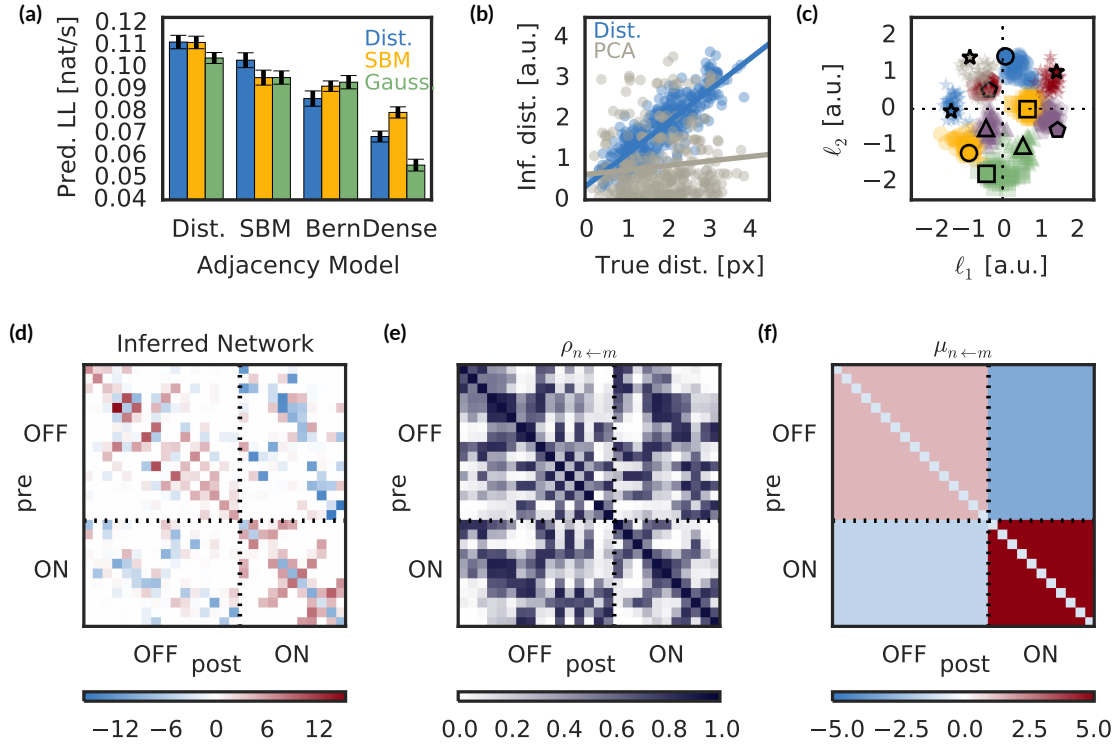 (a)
Pred. LL [nat/s]
0.12
0.11
0.10
0.09
0.08
0.07
0.06
0.05
0.04
Dist.
SBM
Gauss.
Dist. SBM Bern Dense
Adjacency Model
(b)
Inf. dist. [a.u.]
4
3
2
1
0
Dist.
PCA
0 1 2 3 4
True dist. [px]
(c)
ℓ2 [a.u.]
2
1
0
−1
−2
−2 −1 0 1 2
ℓ1 [a.u.]
(d)
Inferred Network
pre
OFF
ON
OFF post ON
−12 −6 0 6 12
(e)
ρn←m
pre
OFF
ON
OFF post ON
0.0 0.2 0.4 0.6 0.8 1.0
(f)
μn←m
pre
OFF
ON
OFF post ON
−5.0 −2.5 0.0 2.5 5.0